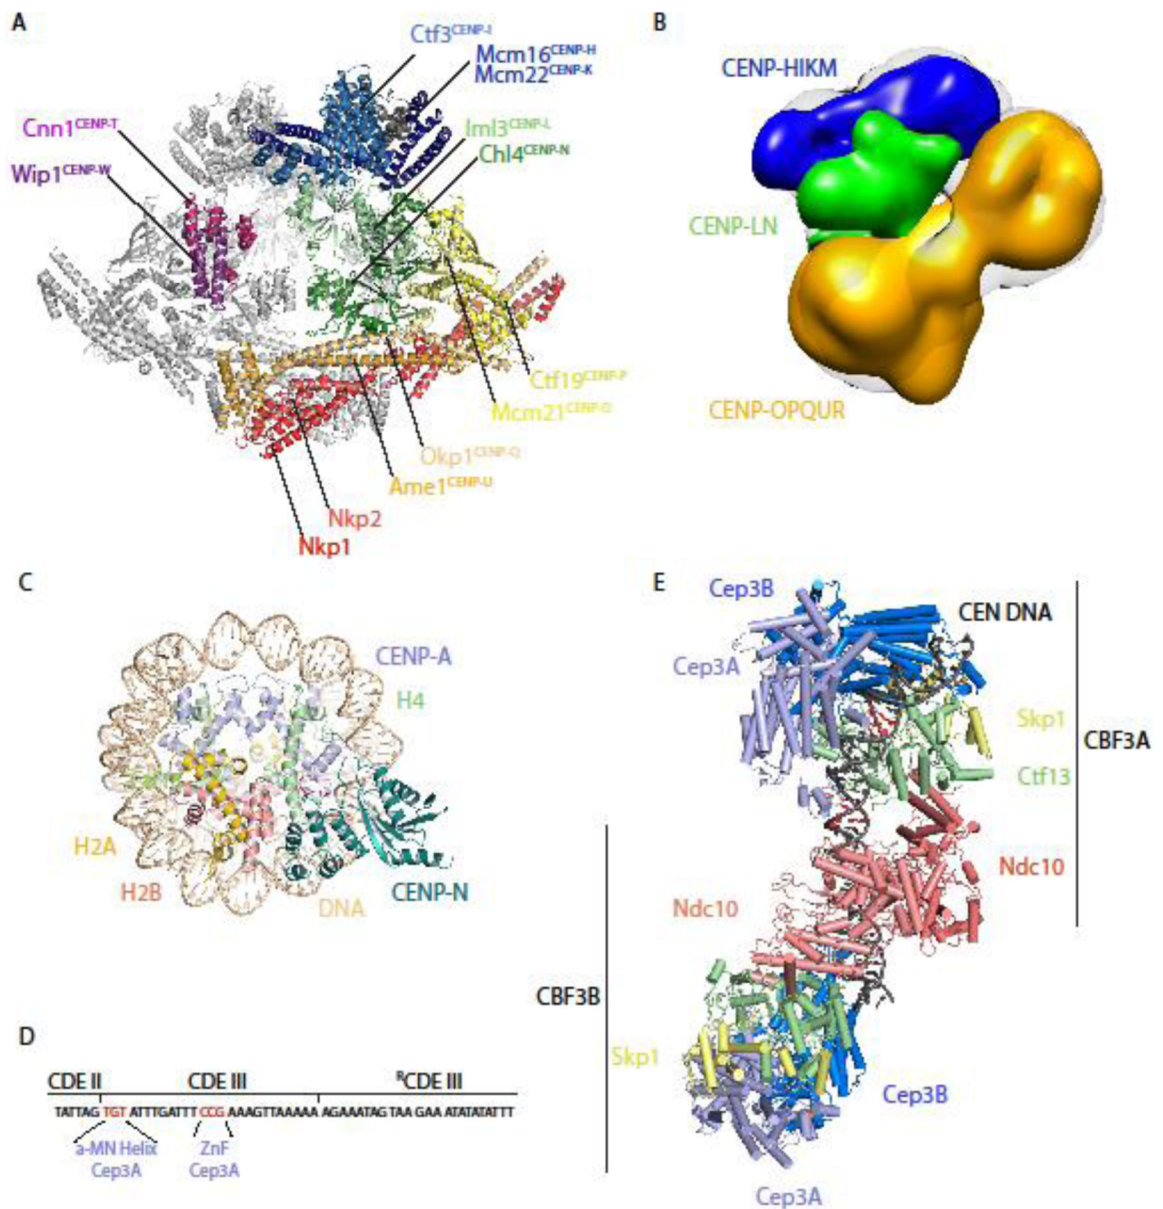 A
Ctf3CENP-I
Mcm16CENP-H
Mcm22CENP-K
Cnn1CENP-T
Iml3CENP-L
Chl4CENP-N
Wip1CENP-W
Ctf19CENP-P
Mcm21CENP-O
Okp1CENP-Q
Ame1CENP-U
Nkp2
Nkp1
B
CENP-HIKM
CENP-LN
CENP-OPQUR
C
CENP-A
H4
H2A
H2B
DNA
CENP-N
D
CDE II CDE III RCDE III
TATTAG TGT ATTTGATTT CCG AAAGTTAAAAA AGAAATAG TAA GAA ATATATATTT
a-MN Helix ZnF
Cep3A Cep3A
E
Cep3B
CEN DNA
Cep3A
Skp1
CBF3A
Ctf13
Ndc10
Ndc10
CBF3B
Skp1
Cep3B
Cep3A